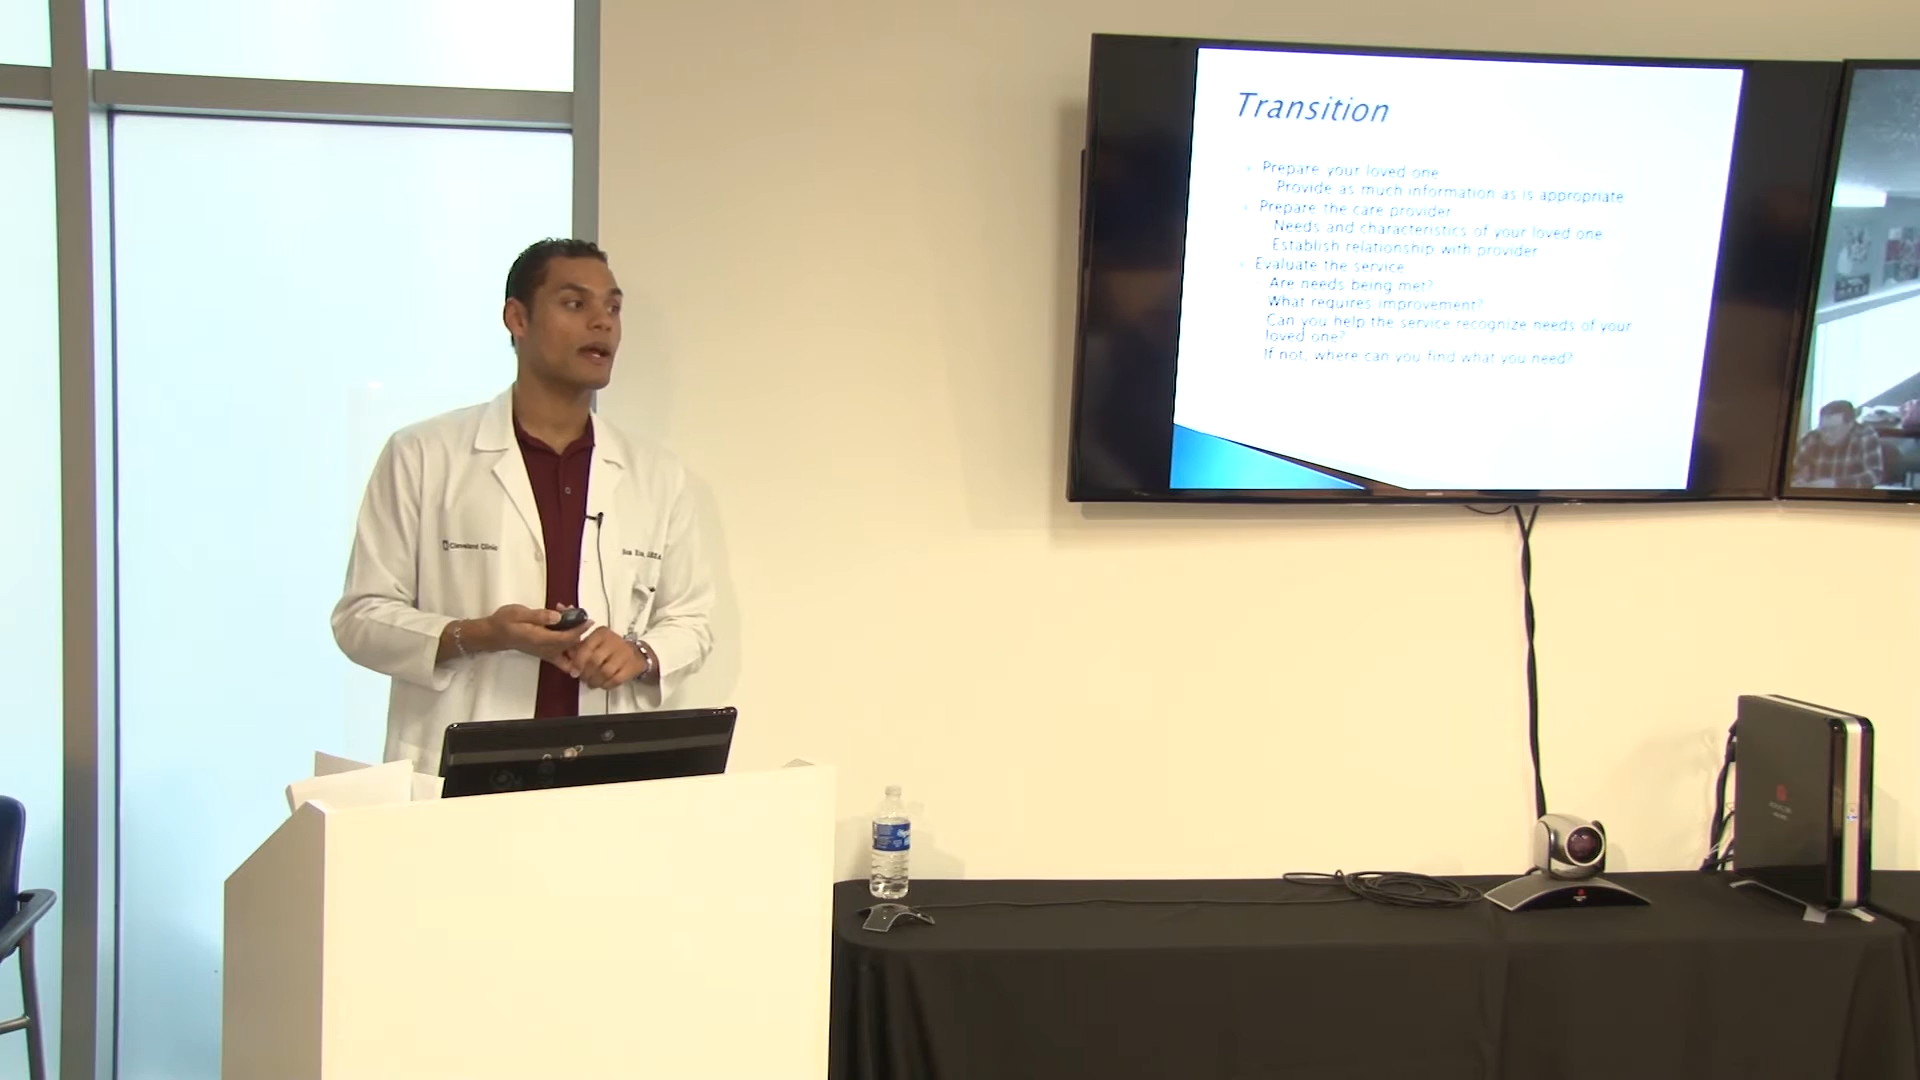 Transition
Prepare your loved one
Provide as much information as is appropriate
Prepare the care provider
Needs and characteristics of your loved one
Establish relationship with provider
Evaluate the service
Are needs being met?
What requires improvement?
Can you help the service recognize needs of your
loved one?
If not, where can you find what you need?
Cleveland Clinic